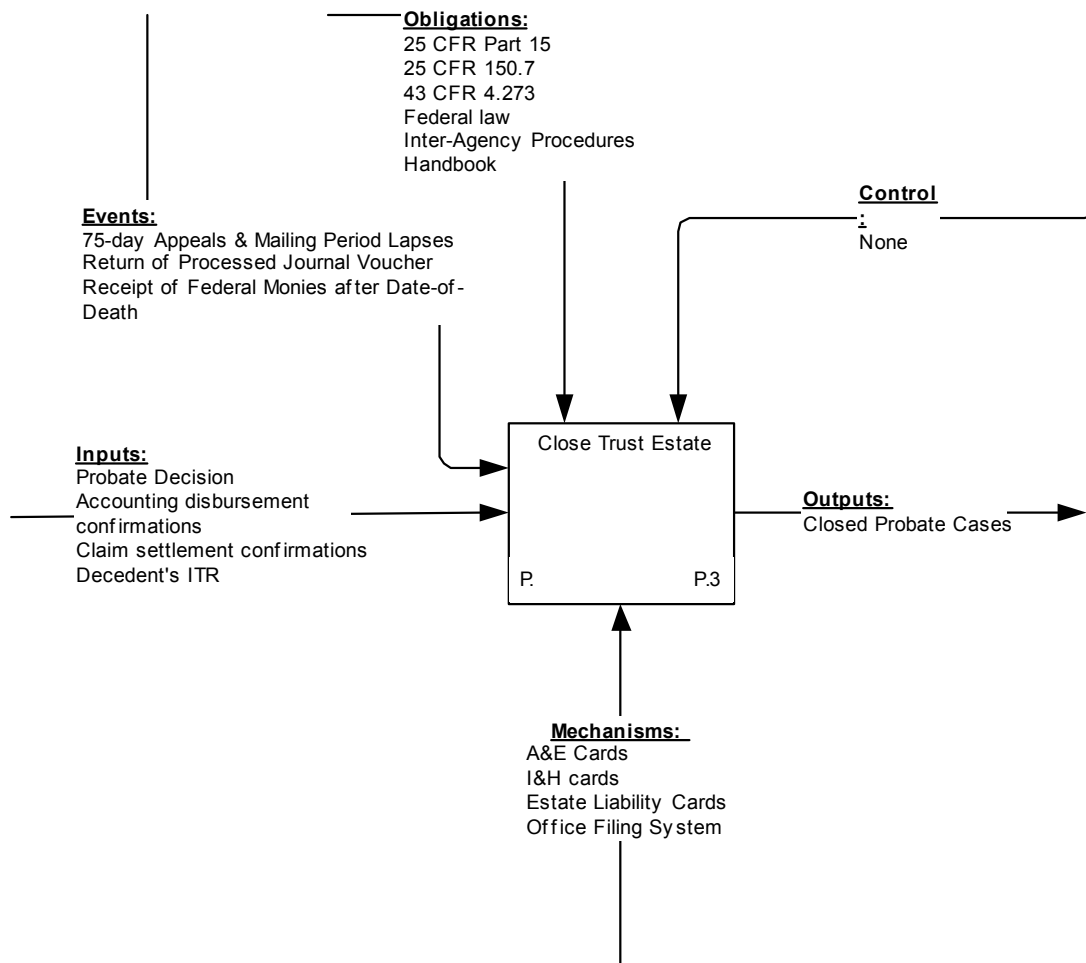 Obligations:
25 CFR Part 15
25 CFR 150.7
43 CFR 4.273
Federal law
Inter-Agency Procedures
Handbook
Control
:
None
Events:
75-day Appeals & Mailing Period Lapses
Return of Processed Journal Voucher
Receipt of Federal Monies after Date-of-
Death
Close Trust Estate
P.
P.3
Inputs:
Probate Decision
Accounting disbursement
confirmations
Claim settlement confirmations
Decedent's ITR
Outputs:
Closed Probate Cases
Mechanisms:
A&E Cards
I&H cards
Estate Liability Cards
Office Filing System